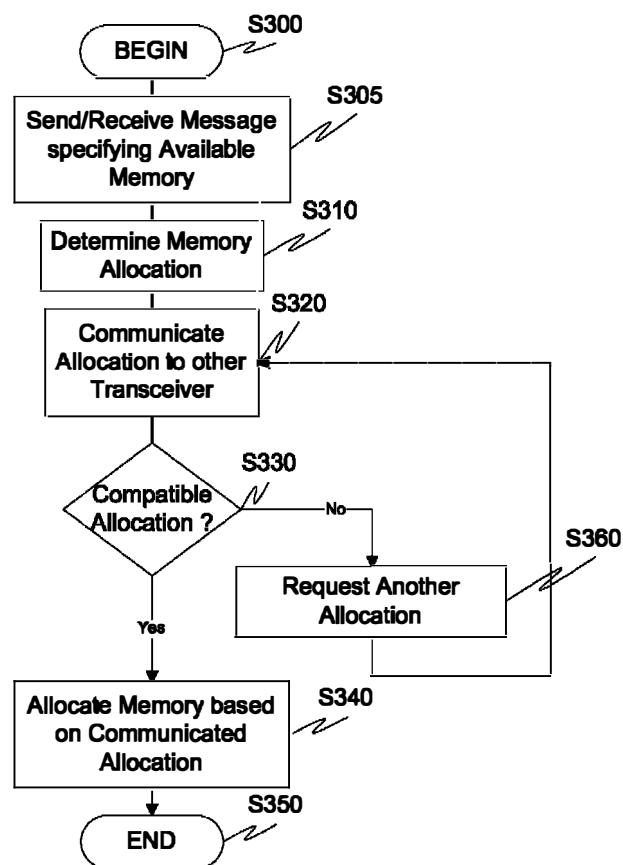 S300
BEGIN
S305
Send/Receive Message
specifying Available
Memory
S310
Determine Memory
Allocation
S320
Communicate
Allocation to other
Transceiver
S330
Compatible
Allocation ?
No
S360
Request Another
Allocation
Yes
S340
Allocate Memory based
on Communicated
Allocation
S350
END